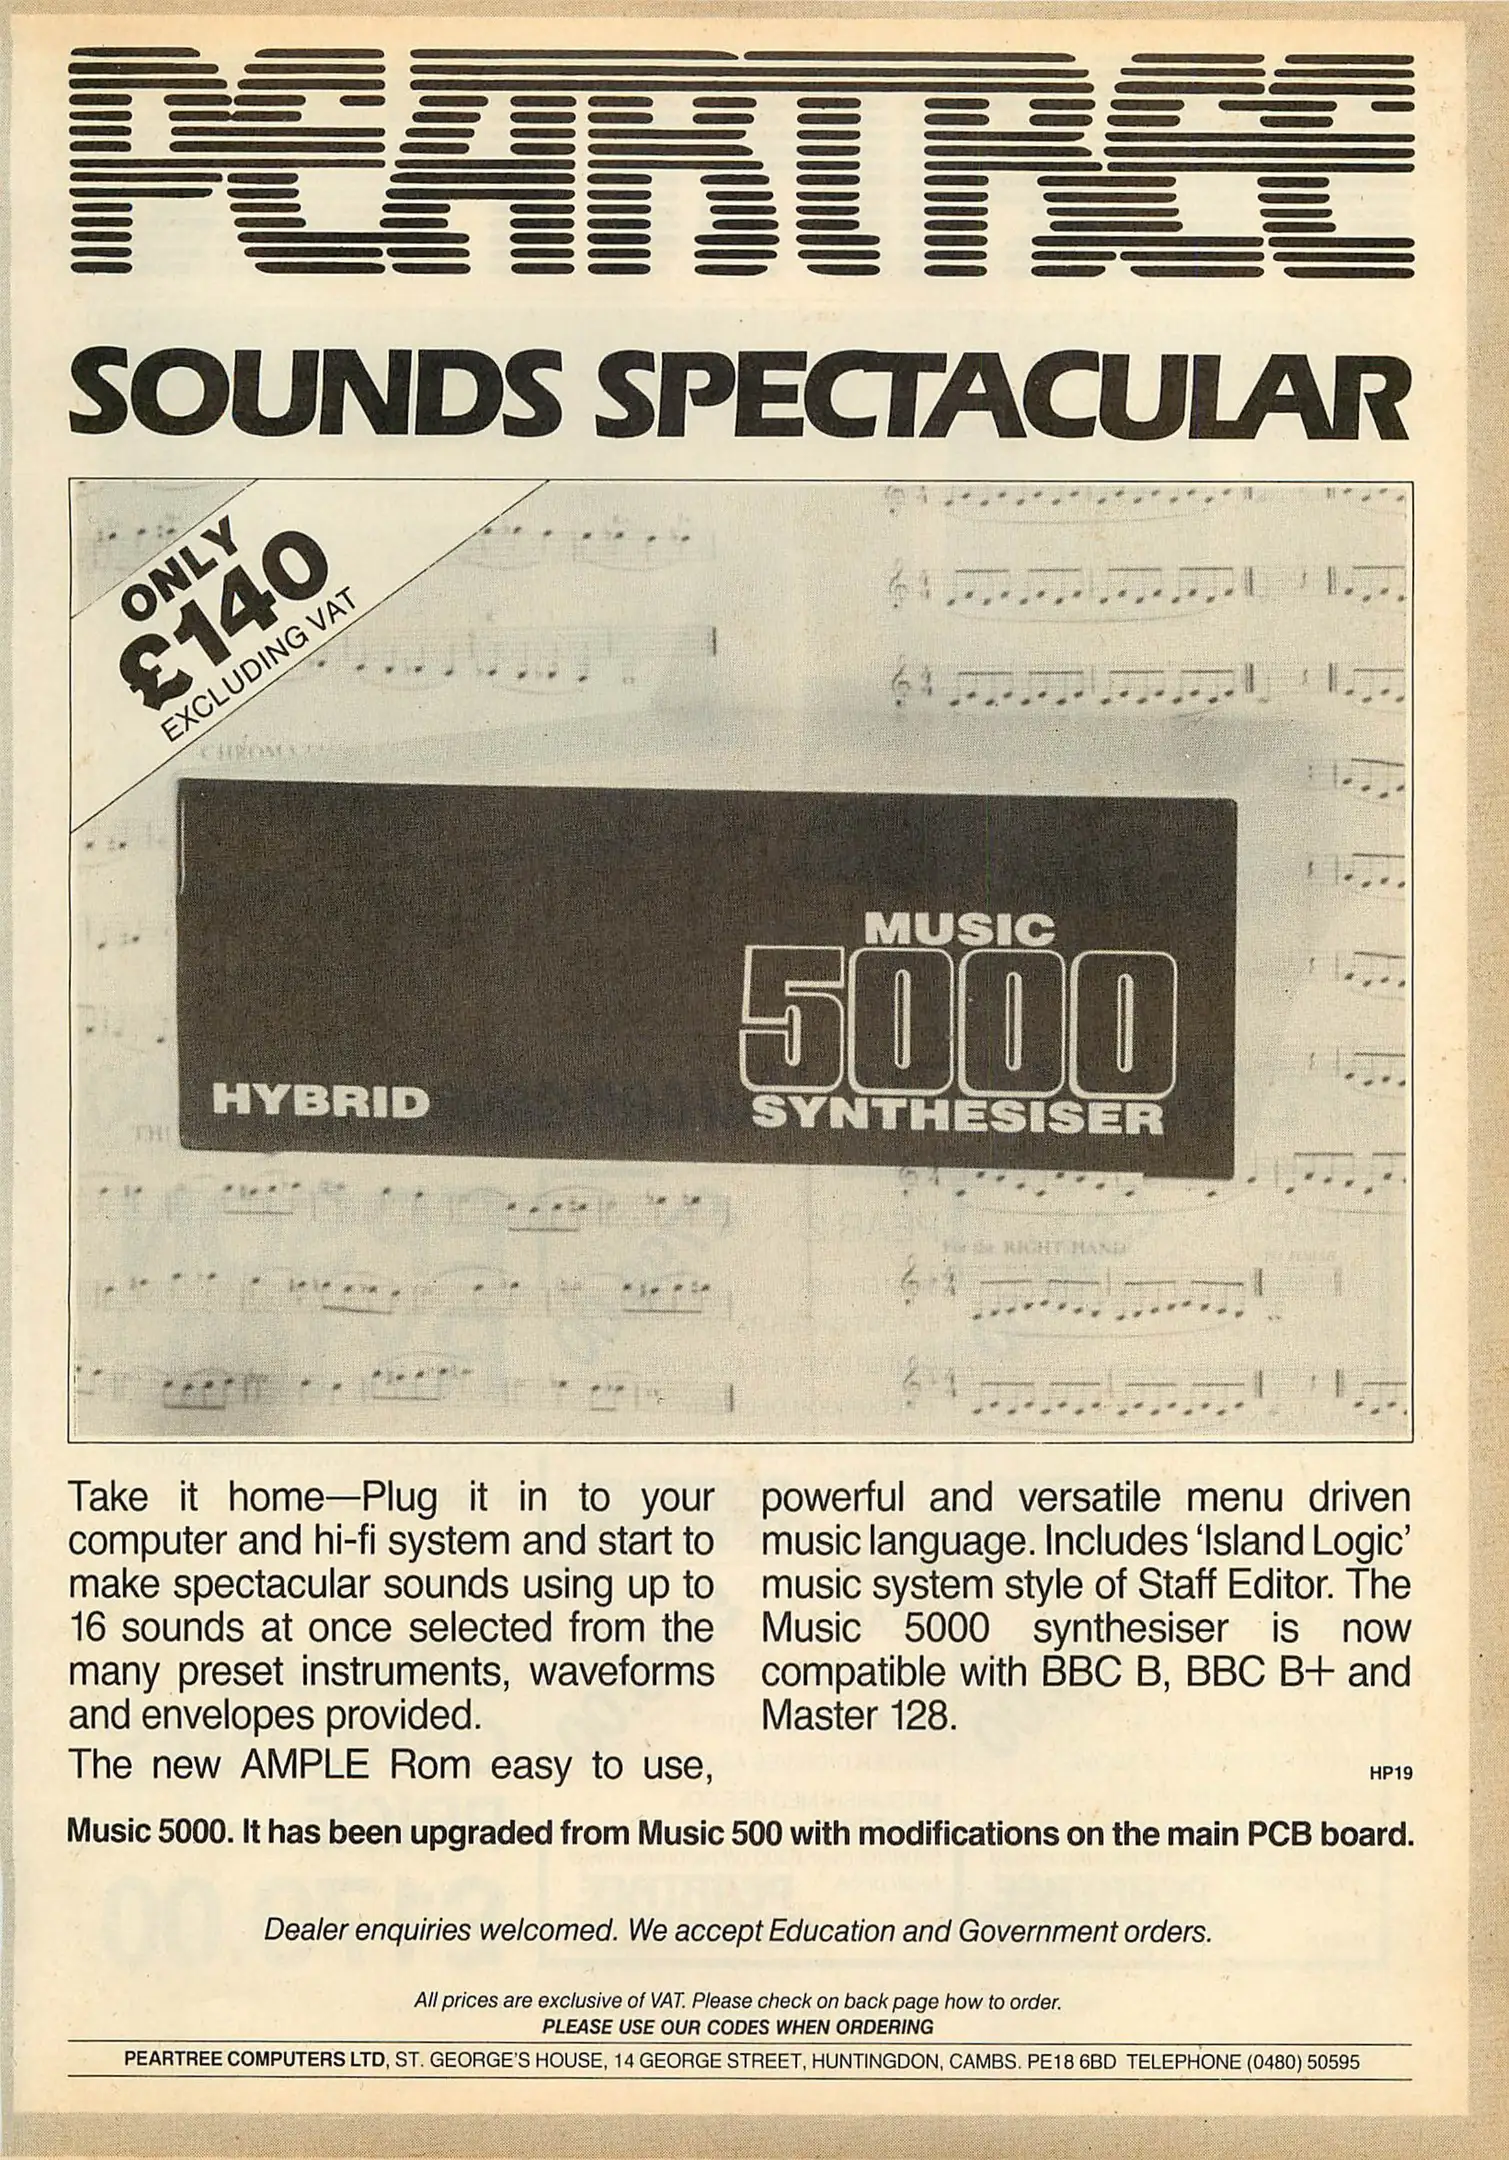 PEARTREE
SOUNDS SPECTACULAR
ONLY
£140
EXCLUDING VAT
CHROMA
MUSIC
5000
SYNTHESISER
HYBRID
For the RIGHT HAND
Take it home—Plug it in to your
computer and hi-fi system and start to
make spectacular sounds using up to
16 sounds at once selected from the
many preset instruments, waveforms
and envelopes provided.
The new AMPLE Rom easy to use,
powerful and versatile menu driven
music language. Includes ‘Island Logic’
music system style of Staff Editor. The
Music 5000 synthesiser is now
compatible with BBC B, BBC B+ and
Master 128.
HP19
Music 5000. It has been upgraded from Music 500 with modifications on the main PCB board.
Dealer enquiries welcomed. We accept Education and Government orders.
All prices are exclusive of VAT. Please check on back page how to order.
PLEASE USE OUR CODES WHEN ORDERING
PEARTREE COMPUTERS LTD, ST. GEORGE'S HOUSE, 14 GEORGE STREET, HUNTINGDON, CAMBS. PE18 6BD TELEPHONE (0480) 50595